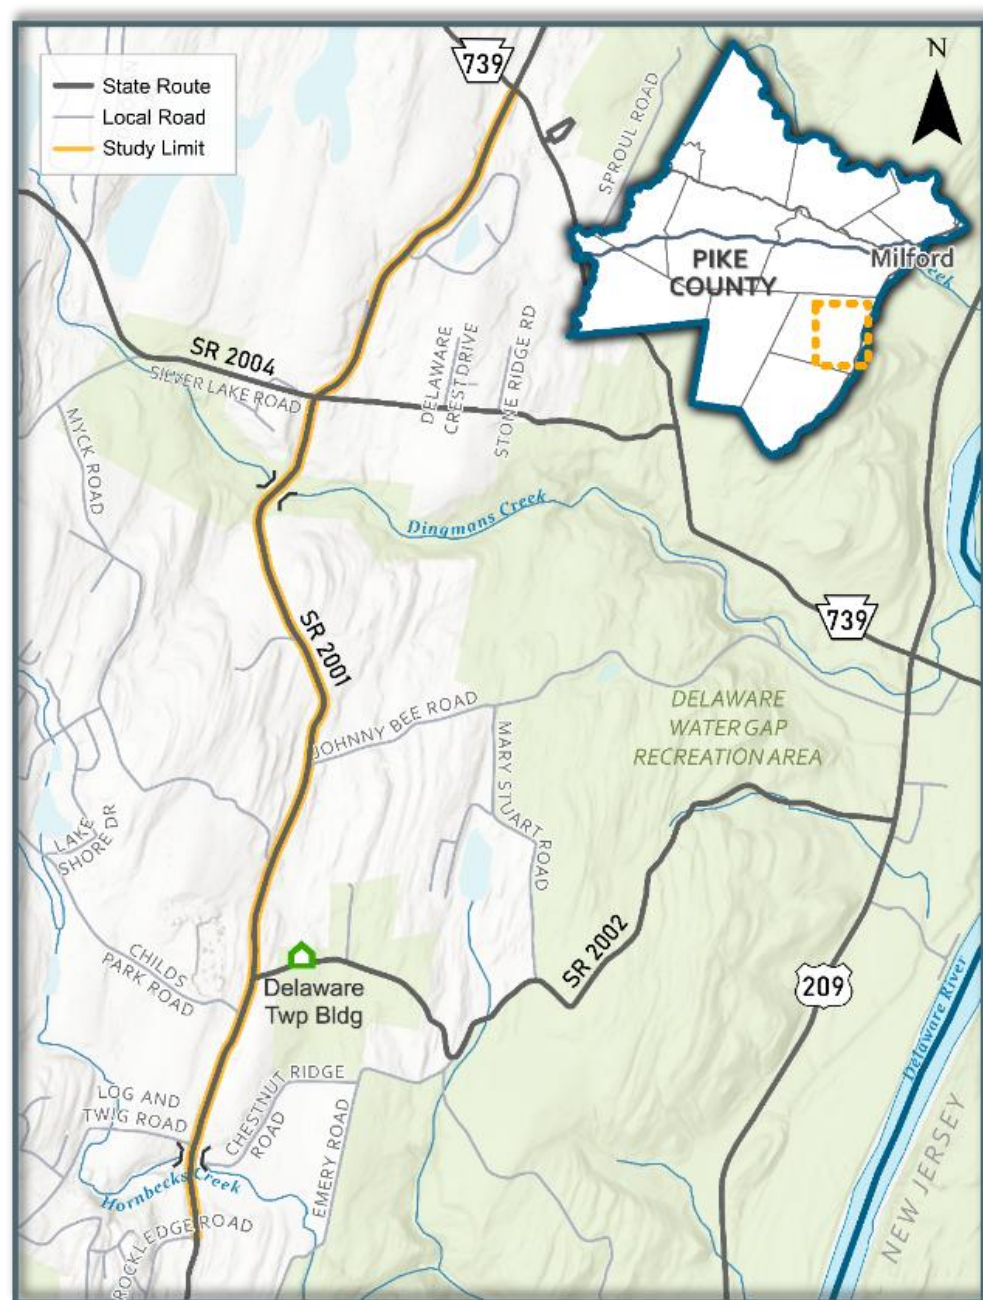 State Route
Local Road
Study Limit
739
SPROUL ROAD
N
PIKE
COUNTY
Milford
Creek
SR 2004
SILVER LAKE ROAD
DELAWARE
CREST DRIVE
STONE RIDGE RD
MYCK ROAD
Dingmans Creek
739
SR 2001
JOHNNY BEE ROAD
MARY STUART
ROAD
DELAWARE
WATER GAP
RECREATION AREA
LAKE
SHORE DR
CHILDS
PARK ROAD
Delaware
Twp Bldg
SR 2002
209
Delaware River
NEW JERSEY
LOG AND
TWIG ROAD
CHESTNUT RIDGE
ROAD
EMERY ROAD
Hornbecks Creek
ROCKLEDGE ROAD